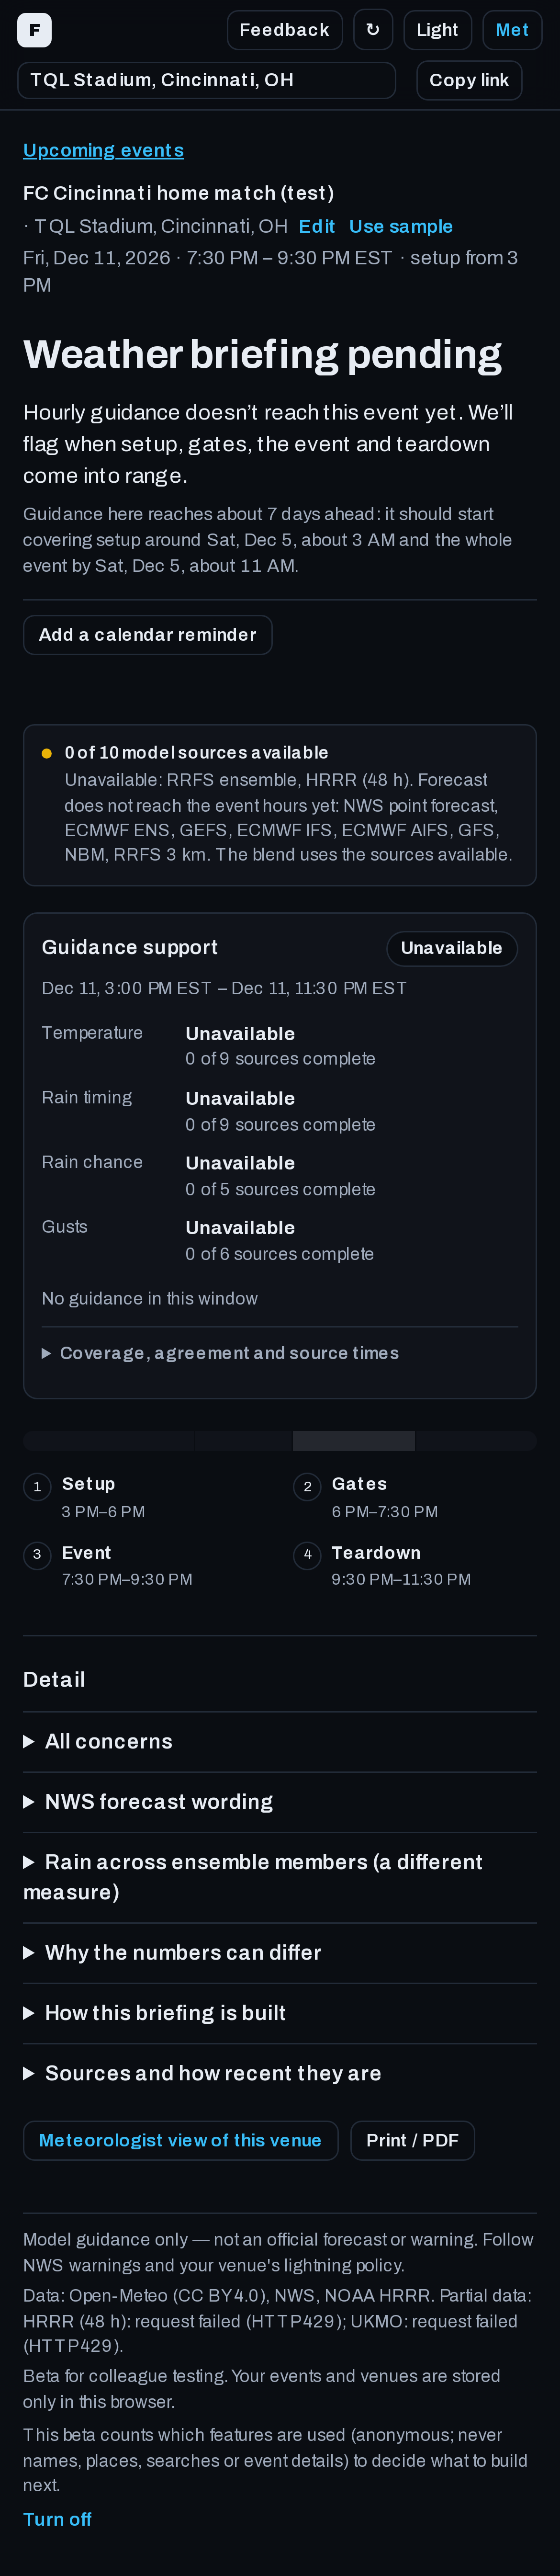 F
Feedback
↻
Light
Met
TQL Stadium, Cincinnati, OH
Copy link
Upcoming events
FC Cincinnati home match (test)
· TQL Stadium, Cincinnati, OH Edit Use sample
Fri, Dec 11, 2026 · 7:30 PM – 9:30 PM EST · setup from 3
PM
Weather briefing pending
Hourly guidance doesn’t reach this event yet. We’ll
flag when setup, gates, the event and teardown
come into range.
Guidance here reaches about 7 days ahead: it should start
covering setup around Sat, Dec 5, about 3 AM and the whole
event by Sat, Dec 5, about 11 AM.
Add a calendar reminder
0 of 10 model sources available
Unavailable: RRFS ensemble, HRRR (48 h). Forecast
does not reach the event hours yet: NWS point forecast,
ECMWF ENS, GEFS, ECMWF IFS, ECMWF AIFS, GFS,
NBM, RRFS 3 km. The blend uses the sources available.
Guidance support
Unavailable
Dec 11, 3:00 PM EST – Dec 11, 11:30 PM EST
Temperature
Unavailable
0 of 9 sources complete
Rain timing
Unavailable
0 of 9 sources complete
Rain chance
Unavailable
0 of 5 sources complete
Gusts
Unavailable
0 of 6 sources complete
No guidance in this window
▶ Coverage, agreement and source times
1 Setup
3 PM–6 PM
2 Gates
6 PM–7:30 PM
3 Event
7:30 PM–9:30 PM
4 Teardown
9:30 PM–11:30 PM
Detail
▶ All concerns
▶ NWS forecast wording
▶ Rain across ensemble members (a different
measure)
▶ Why the numbers can differ
▶ How this briefing is built
▶ Sources and how recent they are
Meteorologist view of this venue
Print / PDF
Model guidance only — not an official forecast or warning. Follow
NWS warnings and your venue's lightning policy.
Data: Open-Meteo (CC BY 4.0), NWS, NOAA HRRR. Partial data:
HRRR (48 h): request failed (HTTP 429); UKMO: request failed
(HTTP 429).
Beta for colleague testing. Your events and venues are stored
only in this browser.
This beta counts which features are used (anonymous; never
names, places, searches or event details) to decide what to build
next.
Turn off